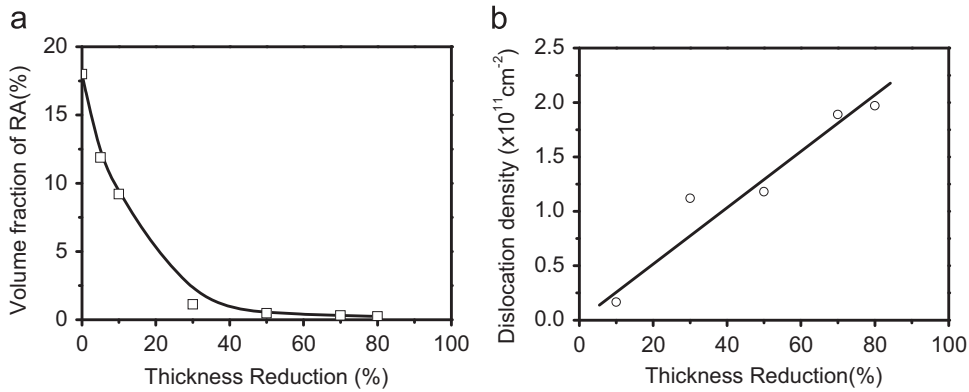 a
20
15
10
5
0
Volume fraction of RA(%)
0 20 40 60 80 100
Thickness Reduction (%)
b
2.5
2.0
1.5
1.0
0.5
0.0
Dislocation density (x10¹¹cm⁻²)
0 20 40 60 80 100
Thickness Reduction(%)